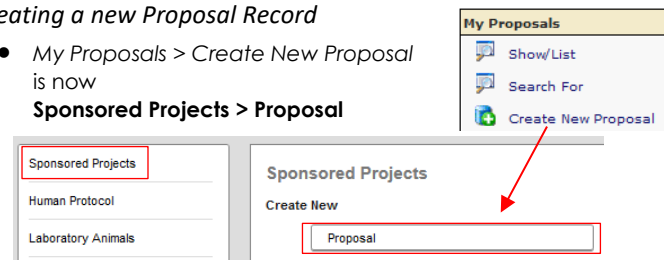 eating a new Proposal Record
• My Proposals > Create New Proposal
is now
Sponsored Projects > Proposal
My Proposals
Show/List
Search For
Create New Proposal
Sponsored Projects
Human Protocol
Laboratory Animals
Sponsored Projects
Create New
Proposal